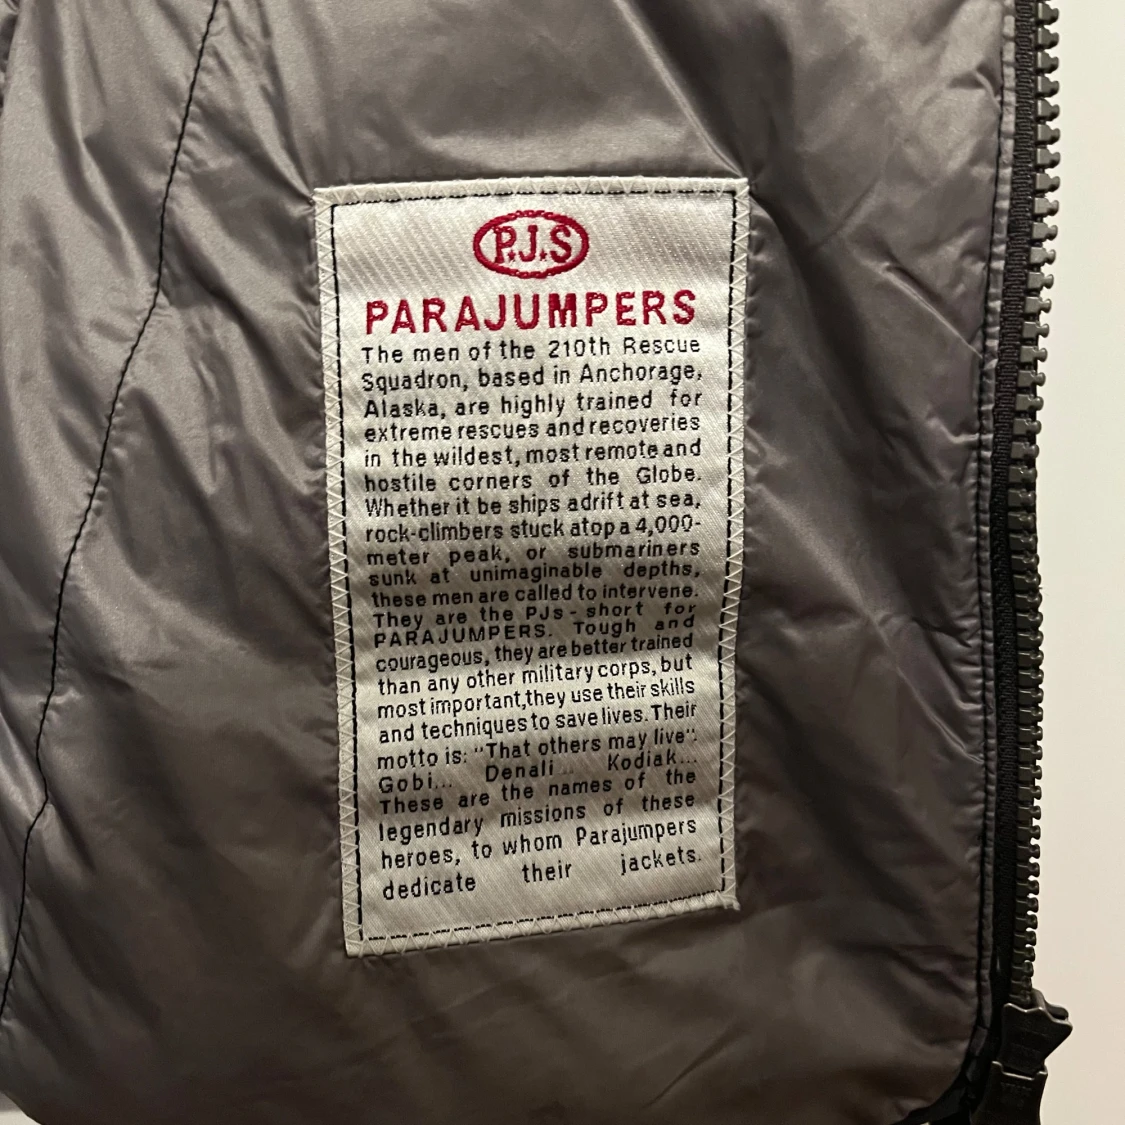 P.J.S
PARAJUMPERS
The men of the 210th Rescue
Squadron, based in Anchorage,
Alaska, are highly trained for
extreme rescues and recoveries
in the wildest, most remote and
hostile corners of the Globe.
Whether it be ships adrift at sea,
rock-climbers stuck atop a 4,000-
meter peak, or submariners
sunk at unimaginable depths,
these men are called to intervene.
They are the PJs - short for
PARAJUMPERS. Tough and
courageous, they are better trained
than any other military corps, but
most important,they use their skills
and techniques to save lives.Their
motto is: "That others may live".
Gobi... Denali... Kodiak...
These are the names of the
legendary missions of these
heroes, to whom Parajumpers
dedicate their jackets.